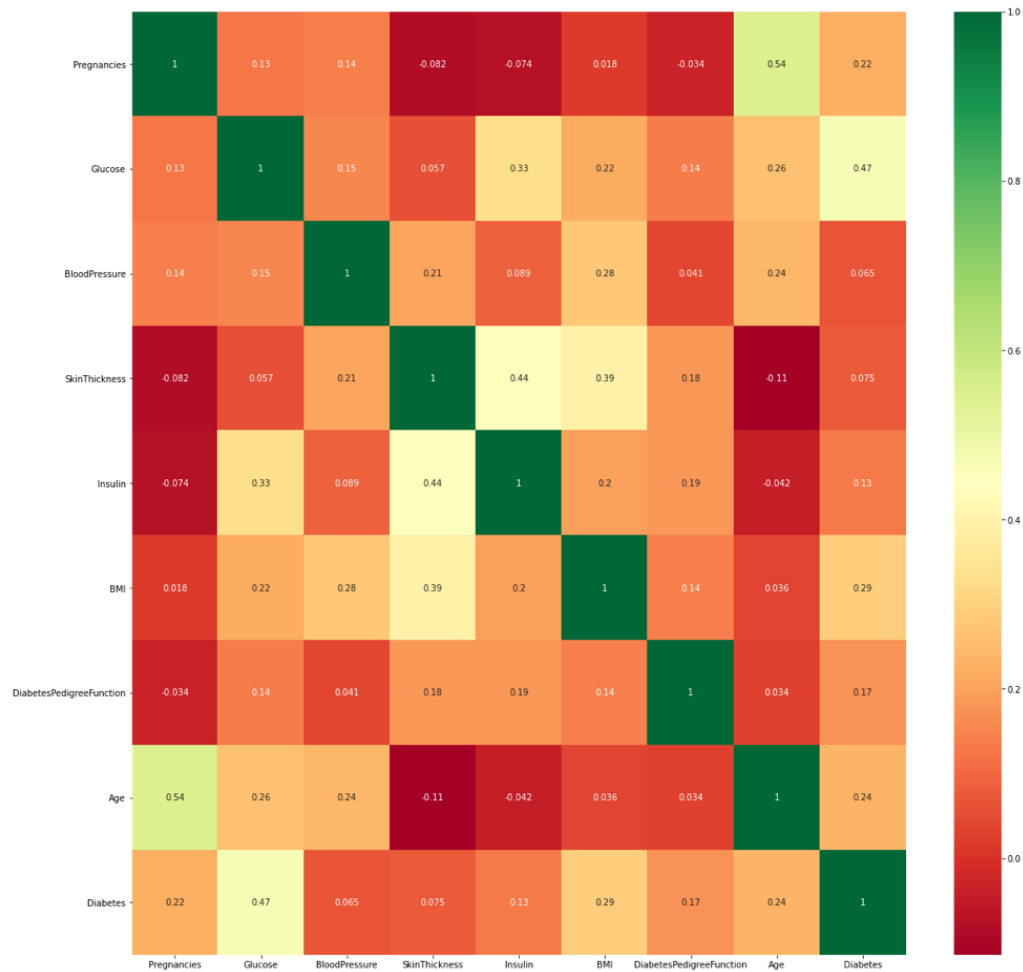 1.0
Pregnancies 1 0.13 0.14 -0.082 -0.074 0.018 -0.034 0.54 0.22
0.8
Glucose 0.13 1 0.15 0.057 0.33 0.22 0.14 0.26 0.47
BloodPressure 0.14 0.15 1 0.21 0.089 0.28 0.041 0.24 0.065
0.6
SkinThickness -0.082 0.057 0.21 1 0.44 0.39 0.18 -0.11 0.075
Insulin -0.074 0.33 0.089 0.44 1 0.2 0.19 -0.042 0.13
0.4
BMI 0.018 0.22 0.28 0.39 0.2 1 0.14 0.036 0.29
0.2
DiabetesPedigreeFunction -0.034 0.14 0.041 0.18 0.19 0.14 1 0.034 0.17
Age 0.54 0.26 0.24 -0.11 -0.042 0.036 0.034 1 0.24
0.0
Diabetes 0.22 0.47 0.065 0.075 0.13 0.29 0.17 0.24 1
Pregnancies Glucose BloodPressure SkinThickness Insulin BMI DiabetesPedigreeFunction Age Diabetes